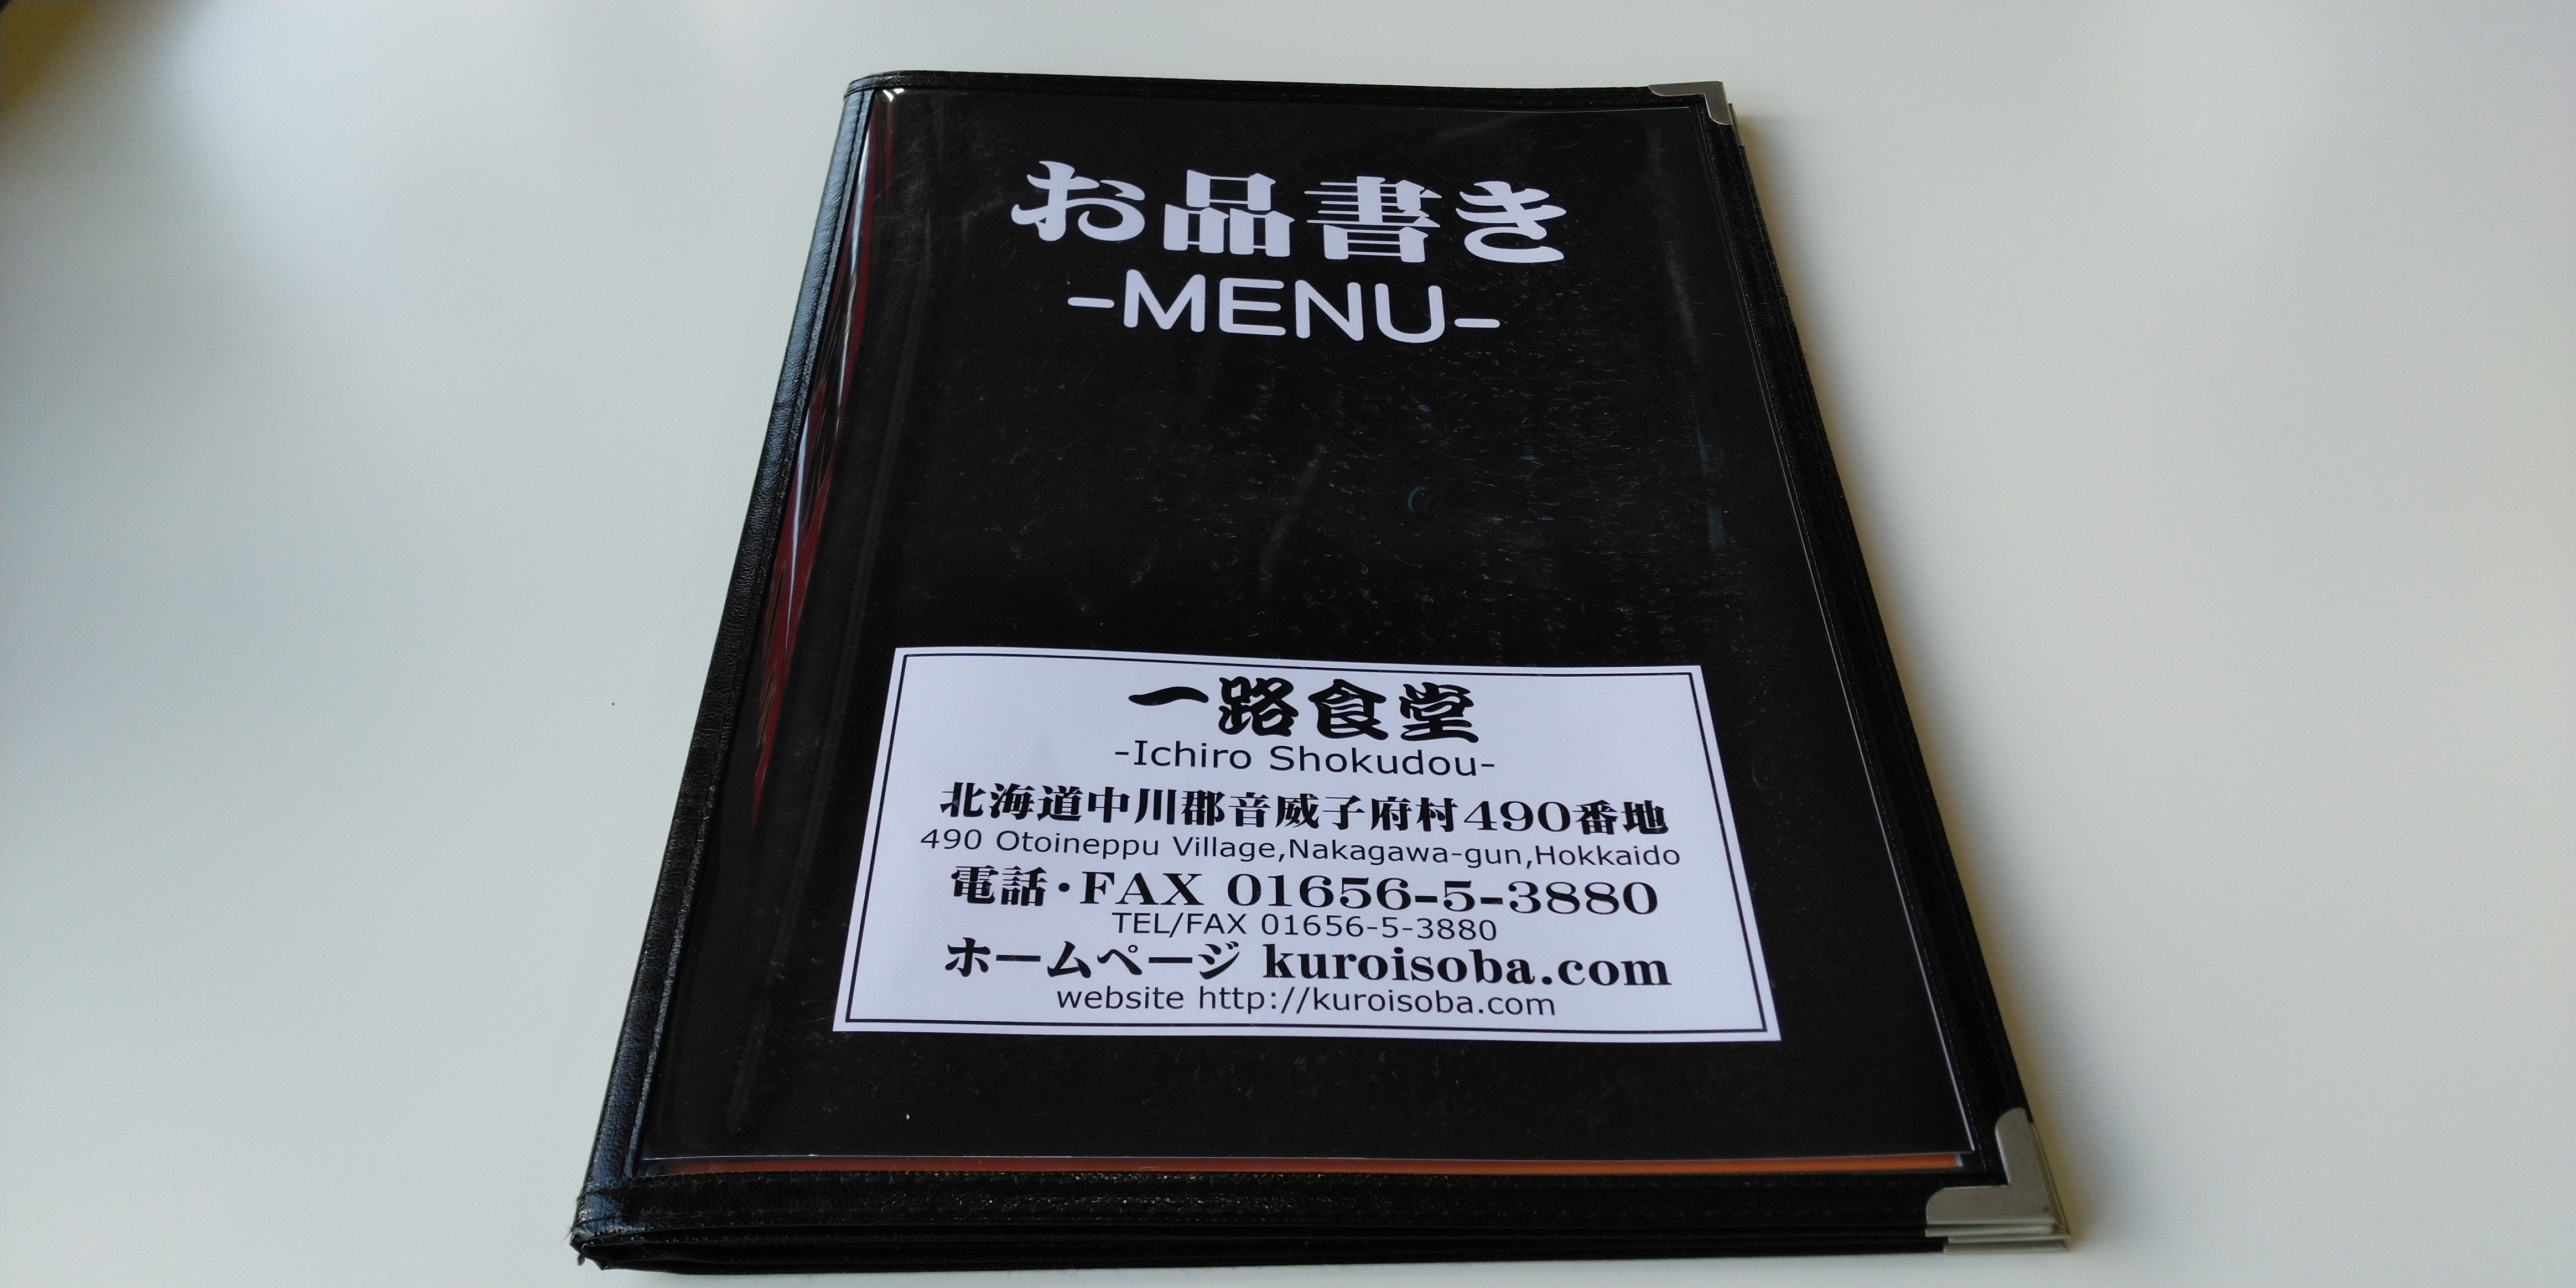 お品書き
-MENU-
一路食堂
-Ichiro Shokudou-
北海道中川郡音威子府村490番地
490 Otoineppu Village,Nakagawa-gun,Hokkaido
電話・FAX 01656-5-3880
TEL/FAX 01656-5-3880
ホームページ kuroisoba.com
website http://kuroisoba.com